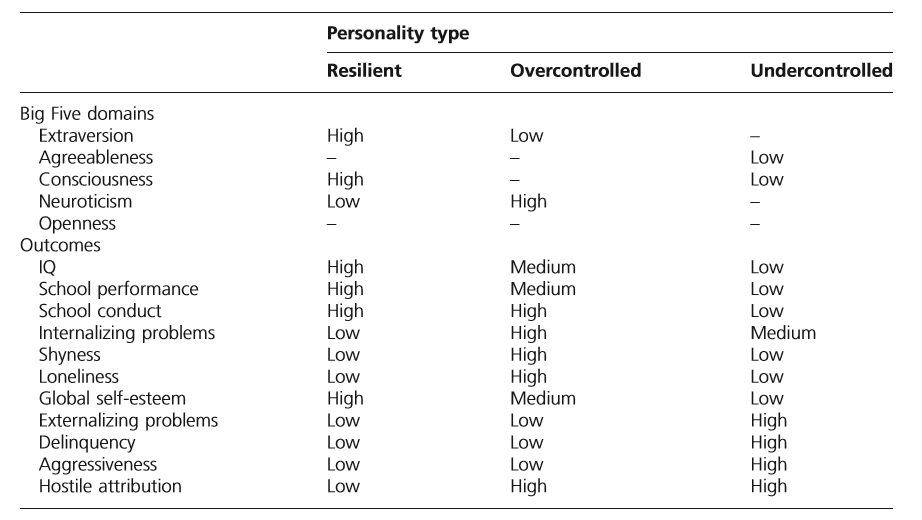 Personality type
Resilient Overcontrolled Undercontrolled
Big Five domains
Extraversion High Low –
Agreeableness – – Low
Consciousness High – Low
Neuroticism Low High –
Openness – – –
Outcomes
IQ High Medium Low
School performance High Medium Low
School conduct High High Low
Internalizing problems Low High Medium
Shyness Low High Low
Loneliness Low High Low
Global self-esteem High Medium Low
Externalizing problems Low Low High
Delinquency Low Low High
Aggressiveness Low Low High
Hostile attribution Low High High